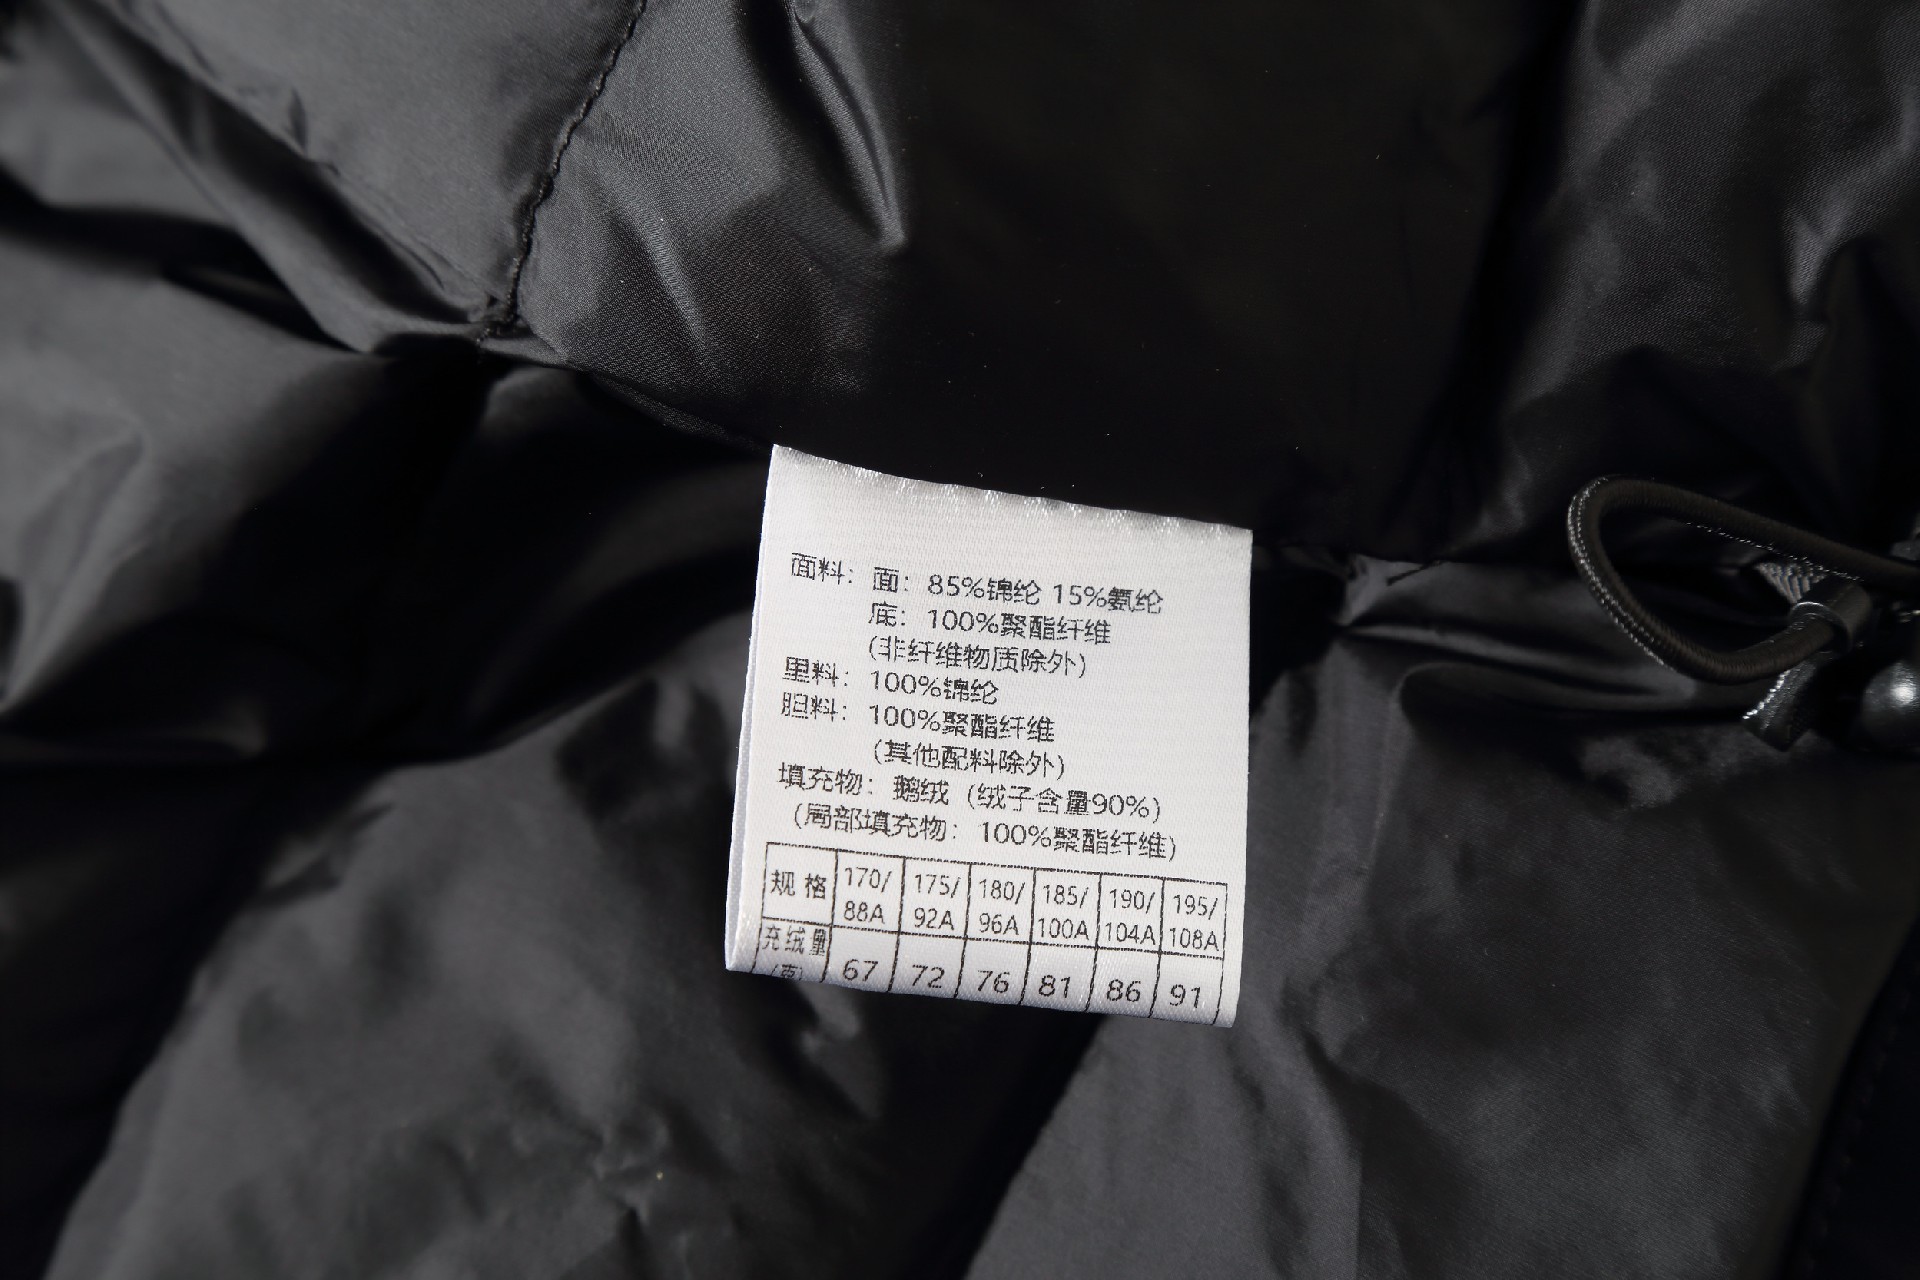 面料：面：85%锦纶 15%氨纶
底：100%聚酯纤维
(非纤维物质除外)
里料：100%锦纶
胆料：100%聚酯纤维
(其他配料除外)
填充物：鹅绒（绒子含量90%）
（局部填充物：100%聚酯纤维）
规格 170/88A 175/92A 180/96A 185/100A 190/104A 195/108A
充绒量(克) 67 72 76 81 86 91